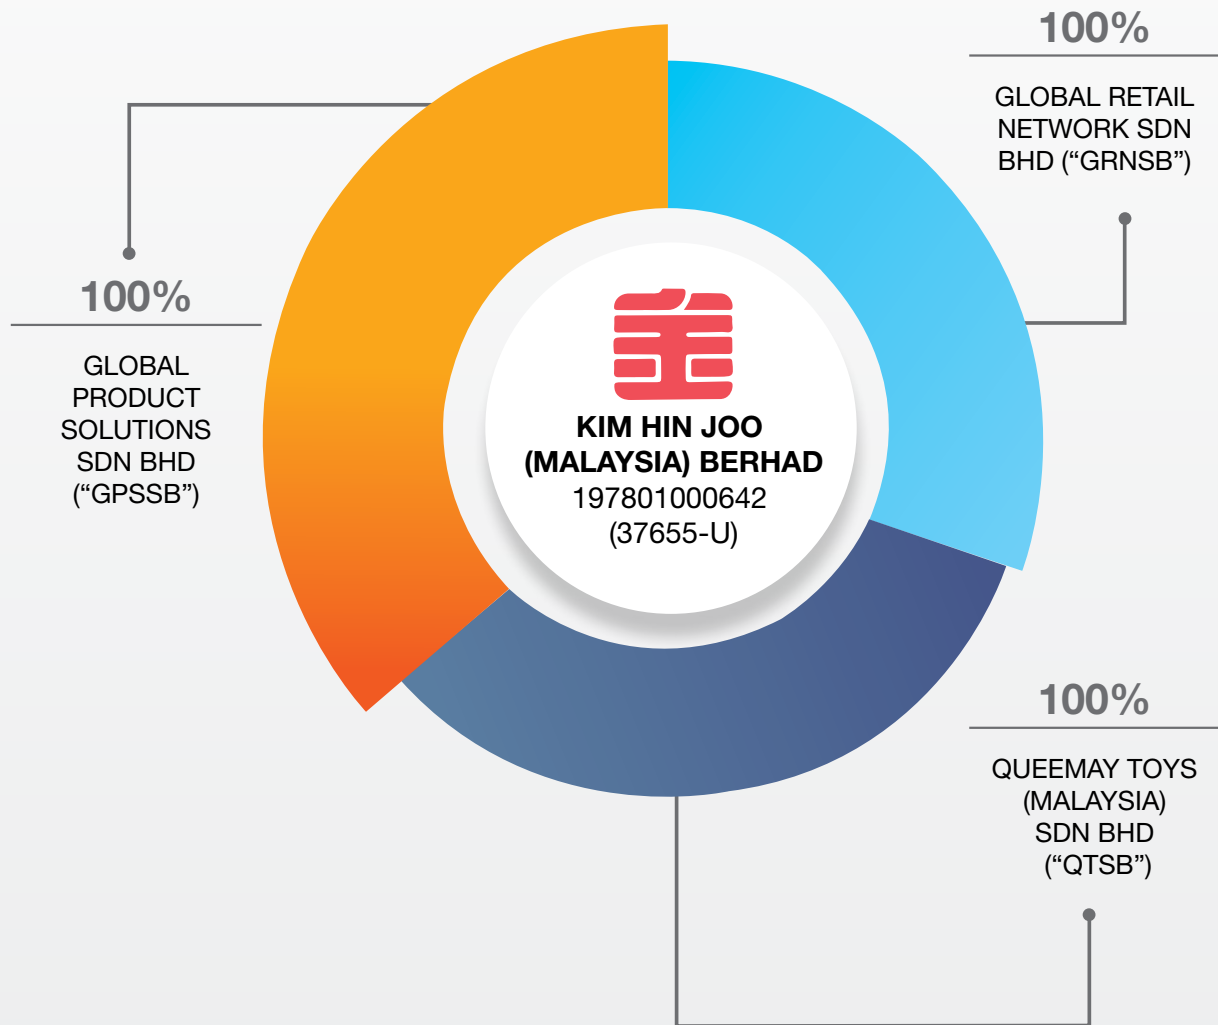 100%
GLOBAL RETAIL
NETWORK SDN
BHD (“GRNSB”)
100%
GLOBAL
PRODUCT
SOLUTIONS
SDN BHD
(“GPSSB”)
KIM HIN JOO
(MALAYSIA) BERHAD
197801000642
(37655-U)
100%
QUEEMAY TOYS
(MALAYSIA)
SDN BHD
(“QTSB”)